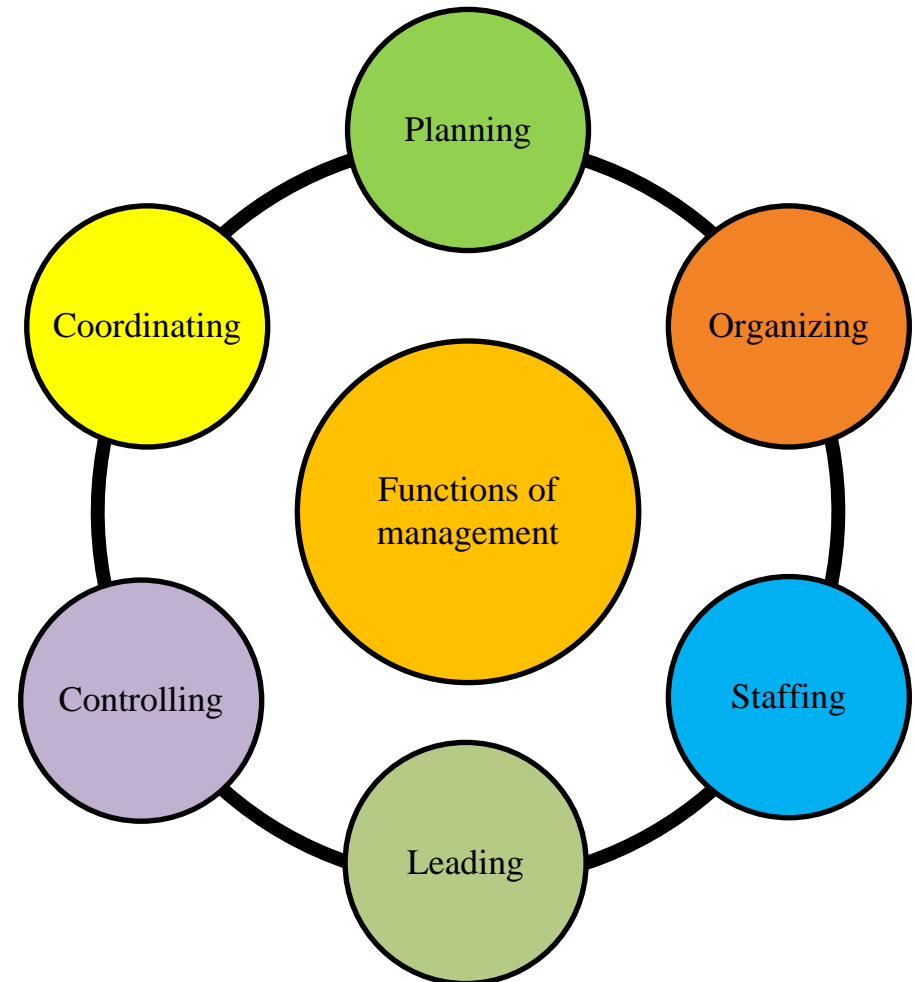 Planning
Organizing
Staffing
Leading
Controlling
Coordinating
Functions of
management